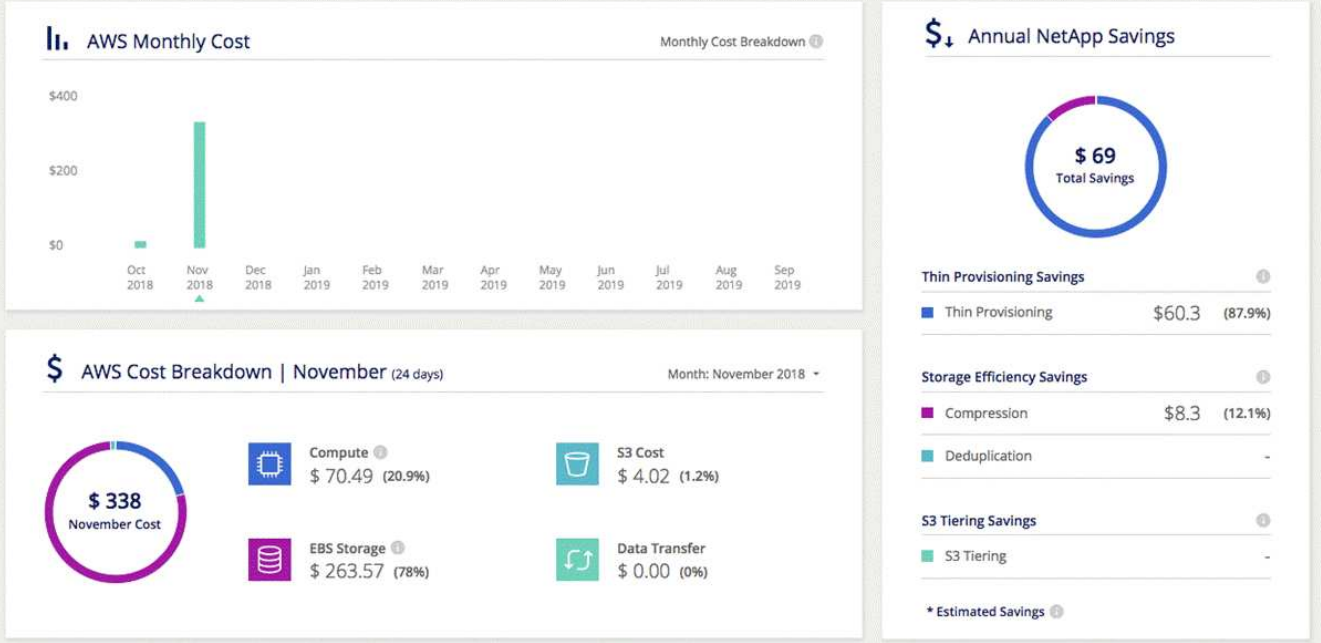 AWS Monthly Cost
Monthly Cost Breakdown
$400
$200
$0
Oct Nov Dec Jan Feb Mar Apr May Jun Jul Aug Sep
2018 2018 2018 2019 2019 2019 2019 2019 2019 2019 2019 2019
$ AWS Cost Breakdown | November (24 days)
Month: November 2018
$ 338
November Cost
Compute
$ 70.49 (20.9%)
S3 Cost
$ 4.02 (1.2%)
EBS Storage
$ 263.57 (78%)
Data Transfer
$ 0.00 (0%)
$ Annual NetApp Savings
$ 69
Total Savings
Thin Provisioning Savings
Thin Provisioning $60.3 (87.9%)
Storage Efficiency Savings
Compression $8.3 (12.1%)
Deduplication -
S3 Tiering Savings
S3 Tiering -
* Estimated Savings